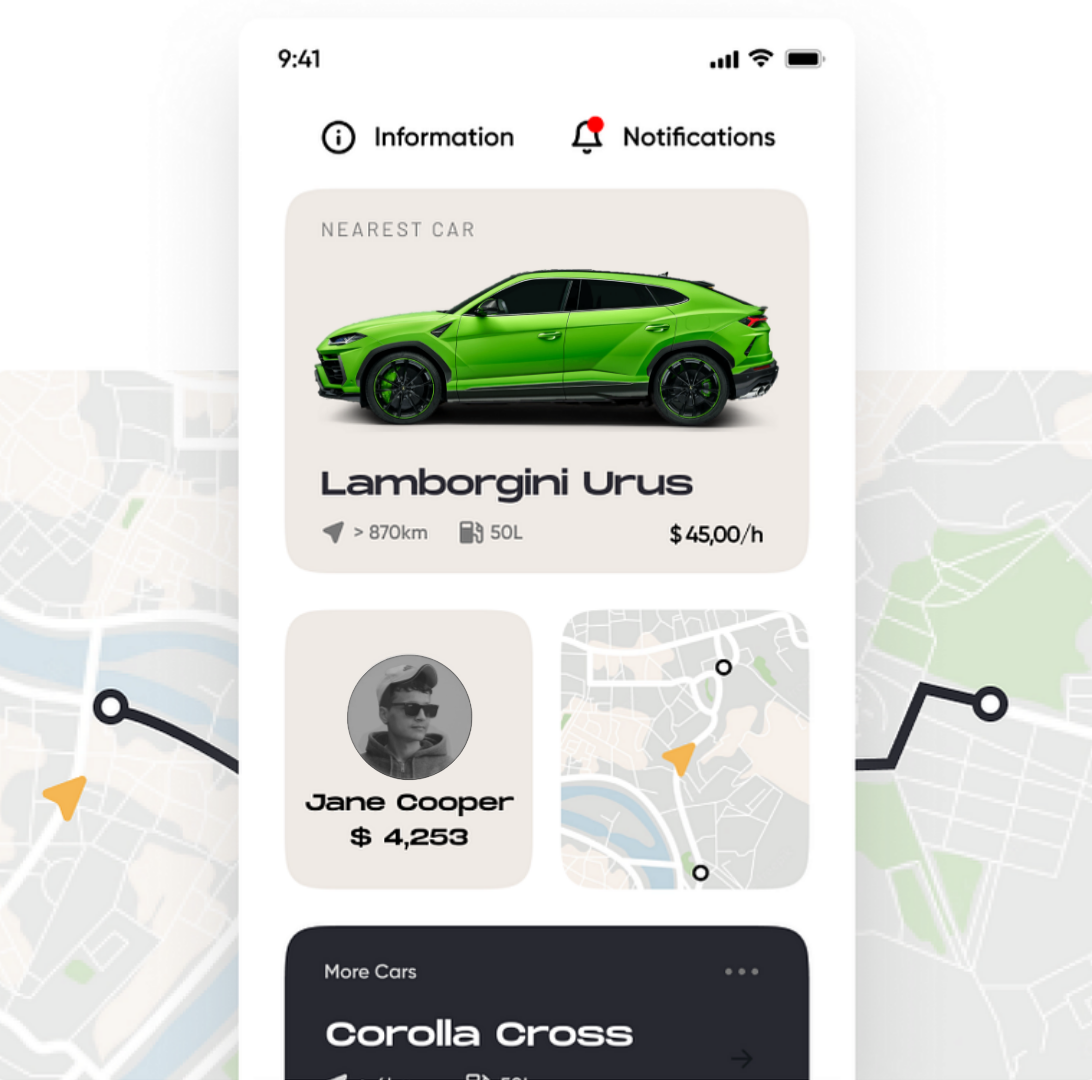 9:41
Information Notifications
NEAREST CAR
Lamborgini Urus
> 870km 50L $45,00/h
Jane Cooper
$ 4,253
More Cars
Corolla Cross
50L